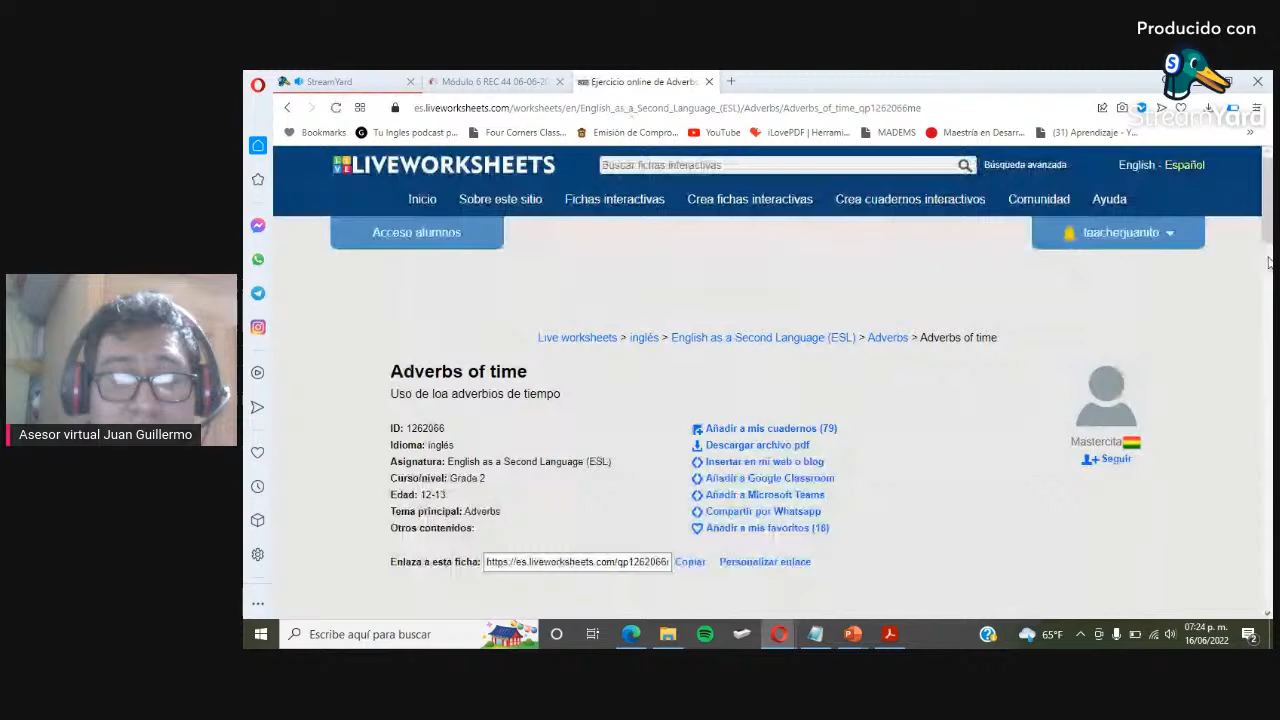 Producido con
StreamYard
StreamYard
Módulo 6 REC 44 06-06-20
Ejercicio online de Adverbs
es.liveworksheets.com/worksheets/en/English_as_a_Second_Language_(ESL)/Adverbs/Adverbs_of_time_qp1262066me
Bookmarks
Tu Ingles podcast p...
Four Corners Class...
Emisión de Compro...
YouTube
iLovePDF | Herrami...
MADEMS
Maestría en Desarr...
(31) Aprendizaje - Y...
LIVEWORKSHEETS
Buscar fichas interactivas
Búsqueda avanzada
English - Español
Inicio
Sobre este sitio
Fichas interactivas
Crea fichas interactivas
Crea cuadernos interactivos
Comunidad
Ayuda
Acceso alumnos
teacherguanito
Live worksheets > inglés > English as a Second Language (ESL) > Adverbs > Adverbs of time
Adverbs of time
Uso de loa adverbios de tiempo
ID: 1262066
Idioma: inglés
Asignatura: English as a Second Language (ESL)
Curso/nivel: Grade 2
Edad: 12-13
Tema principal: Adverbs
Otros contenidos:
Añadir a mis cuadernos (79)
Descargar archivo pdf
Insertar en mi web o blog
Añadir a Google Classroom
Añadir a Microsoft Teams
Compartir por Whatsapp
Añadir a mis favoritos (16)
Mastercita
Seguir
Enlaza a esta ficha: https://es.liveworksheets.com/qp1262066 Copiar Personalizar enlace
Asesor virtual Juan Guillermo
Escribe aquí para buscar
65°F
07:24 p. m.
16/06/2022
2